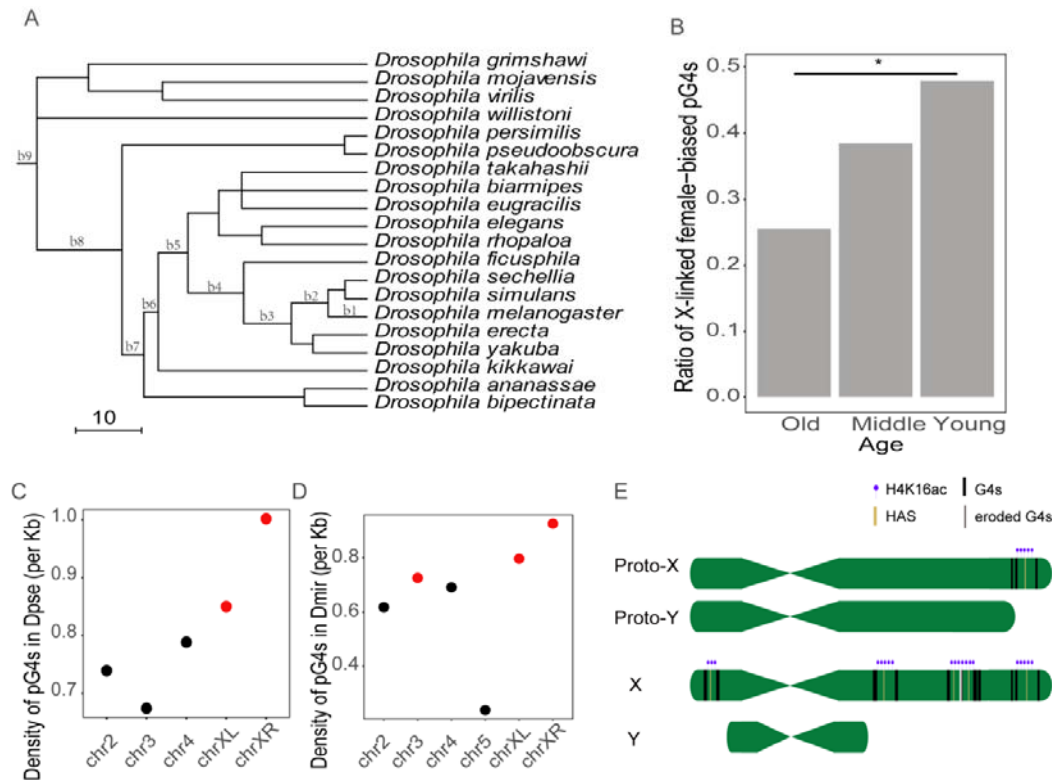 A
Drosophila grimshawi
Drosophila mojavensis
Drosophila virilis
Drosophila willistoni
Drosophila persimilis
Drosophila pseudoobscura
Drosophila takahashii
Drosophila biarmipes
Drosophila eugracilis
Drosophila elegans
Drosophila rhopaloa
Drosophila ficusphila
Drosophila sechellia
Drosophila simulans
Drosophila melanogaster
Drosophila erecta
Drosophila yakuba
Drosophila kikkawai
Drosophila ananassae
Drosophila bipectinata
b9
b8
b7
b6
b5
b4
b3
b2
b1
10
B
Ratio of X-linked female-biased pG4s
0.5
0.4
0.3
0.2
0.1
0.0
*
Old Middle Young
Age
C
Density of pG4s in Dpse (per Kb)
1.0
0.9
0.8
0.7
chr2
chr3
chr4
chrXL
chrXR
D
Density of pG4s in Dmir (per Kb)
0.8
0.6
0.4
chr2
chr3
chr4
chr5
chrXL
chrXR
E
H4K16ac
G4s
HAS
eroded G4s
Proto-X
Proto-Y
X
Y